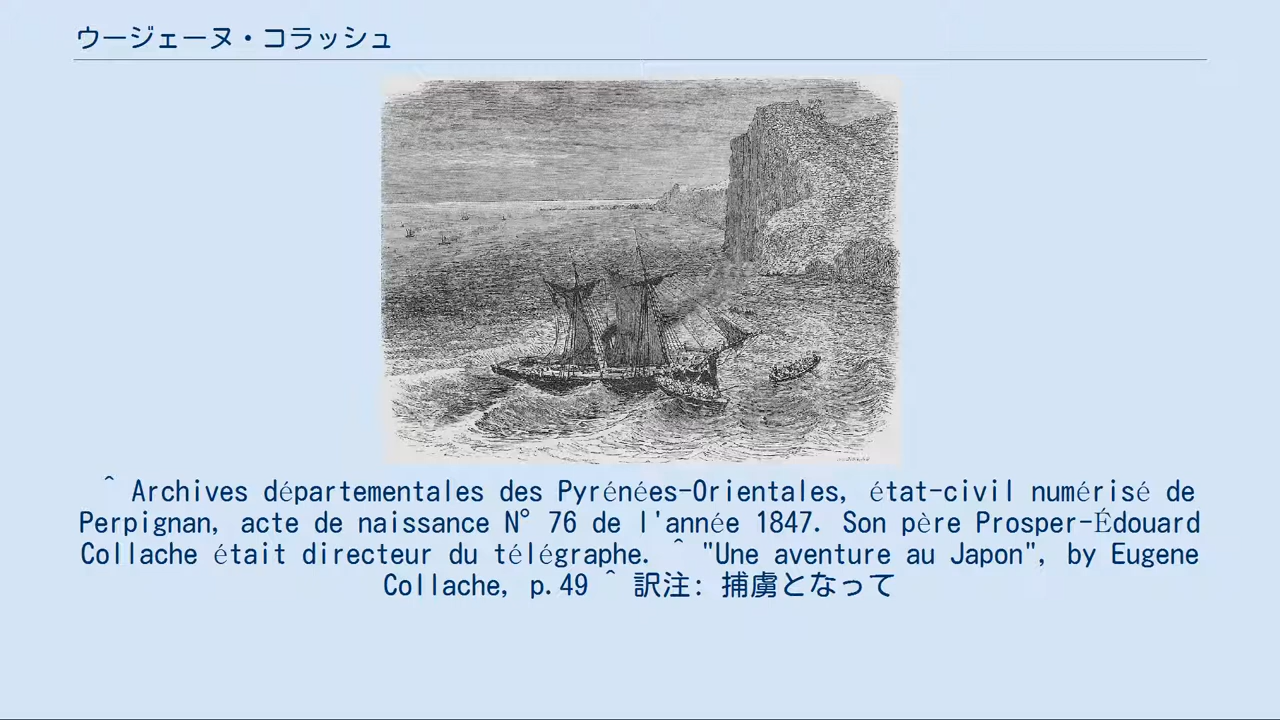 ウージェーヌ・コラッシュ
^ Archives départementales des Pyrénées-Orientales, état-civil numérisé de
Perpignan, acte de naissance N° 76 de l'année 1847. Son père Prosper-Édouard
Collache était directeur du télégraphe. ^ "Une aventure au Japon", by Eugene
Collache, p.49 ^ 訳注: 捕虜となって